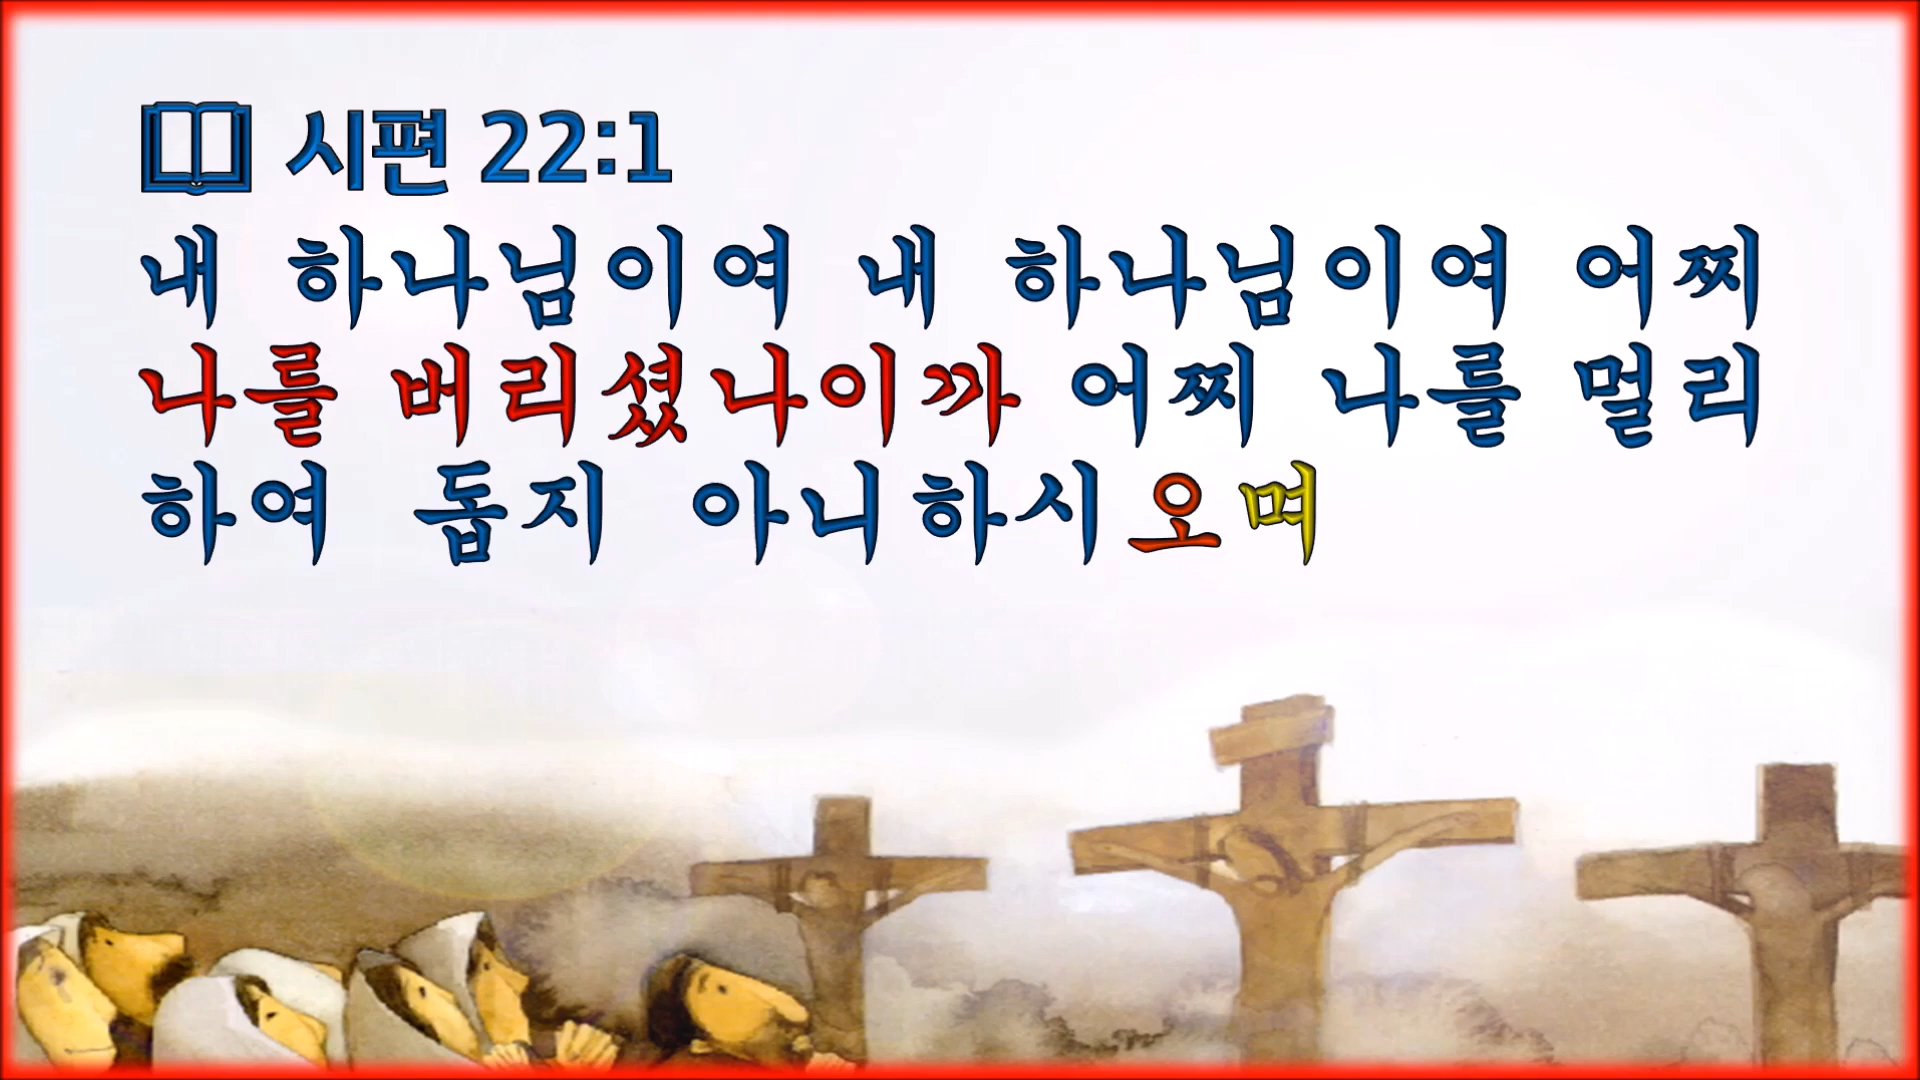 시편 22:1
내 하나님이여 내 하나님이여 어찌
나를 버리셨나이까 어찌 나를 멀리
하여 돕지 아니하시오며